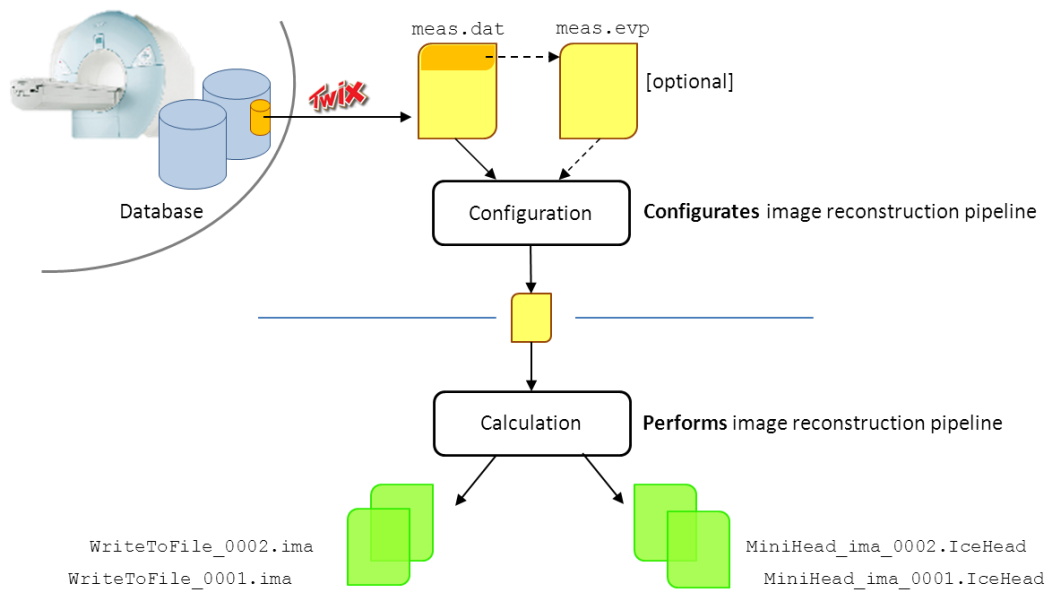 meas.dat
meas.evp
[optional]
Twix
Database
Configuration
Configurates image reconstruction pipeline
Calculation
Performs image reconstruction pipeline
WriteToFile_0002.ima
MiniHead_ima_0002.IceHead
WriteToFile_0001.ima
MiniHead_ima_0001.IceHead